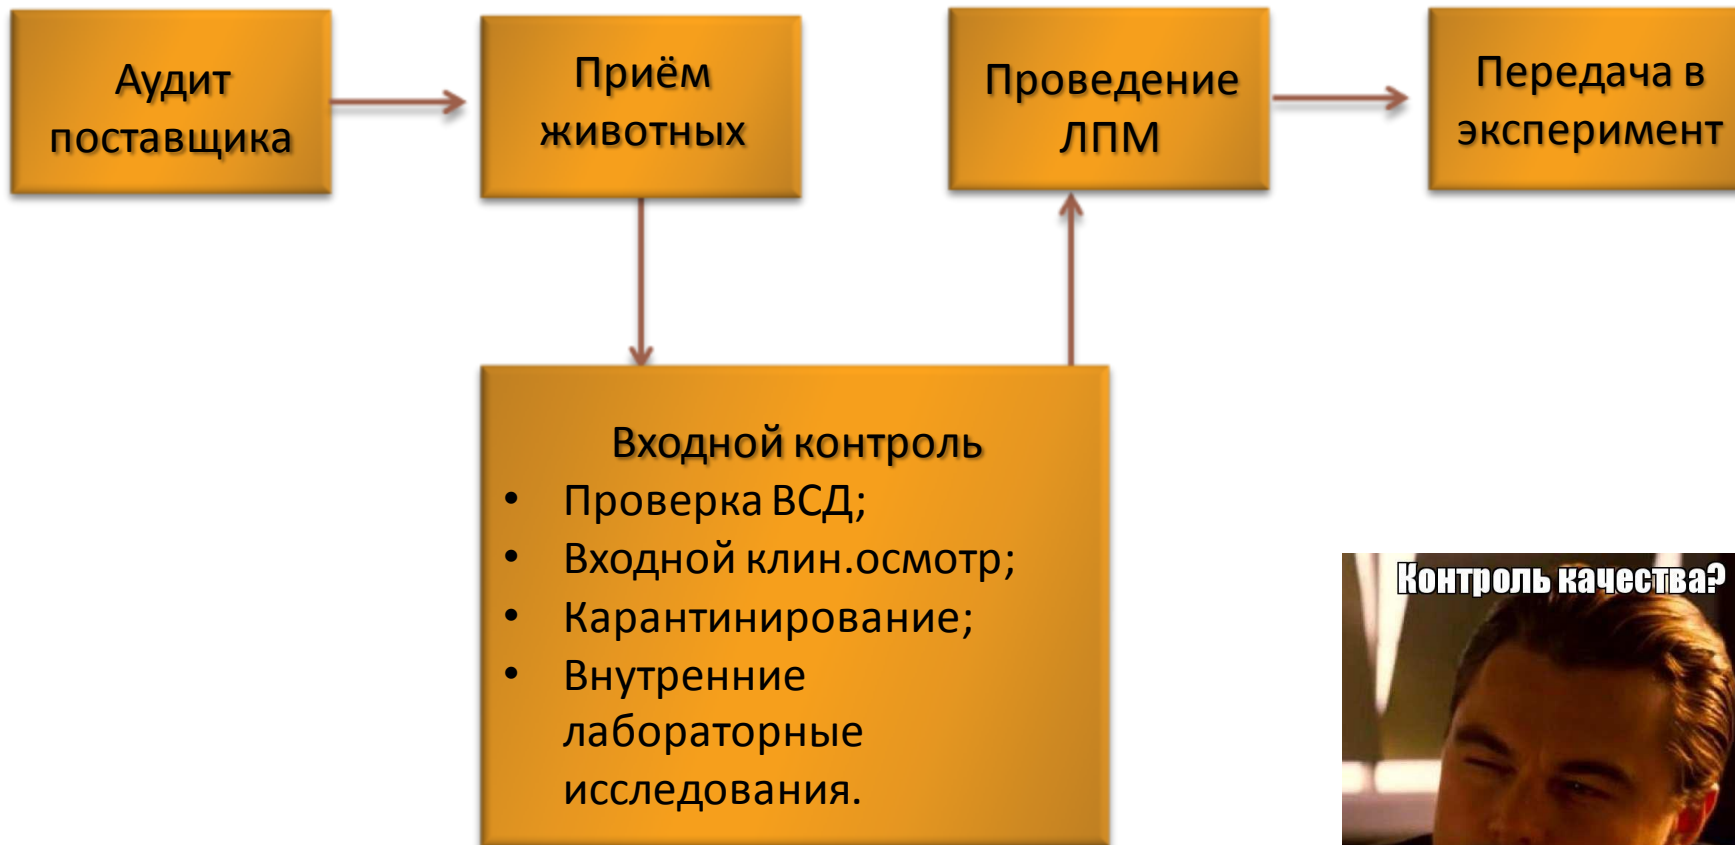 Аудит
поставщика
Приём
животных
Проведение
ЛПМ
Передача в
эксперимент
Входной контроль
• Проверка ВСД;
• Входной клин.осмотр;
• Карантинирование;
• Внутренние
лабораторные
исследования.
Контроль качества?